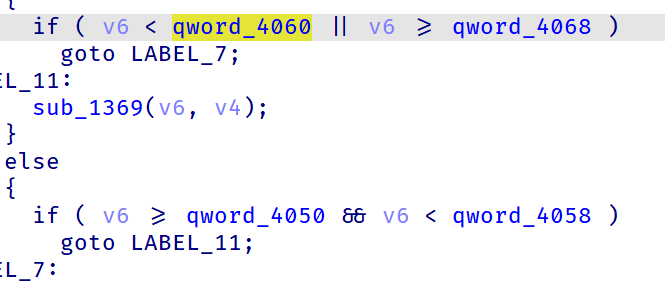 {
if ( v6 < qword_4060 || v6 ≥ qword_4068 )
goto LABEL_7;
EL_11:
sub_1369(v6, v4);
}
else
{
if ( v6 ≥ qword_4050 && v6 < qword_4058 )
goto LABEL_11;
EL_7: